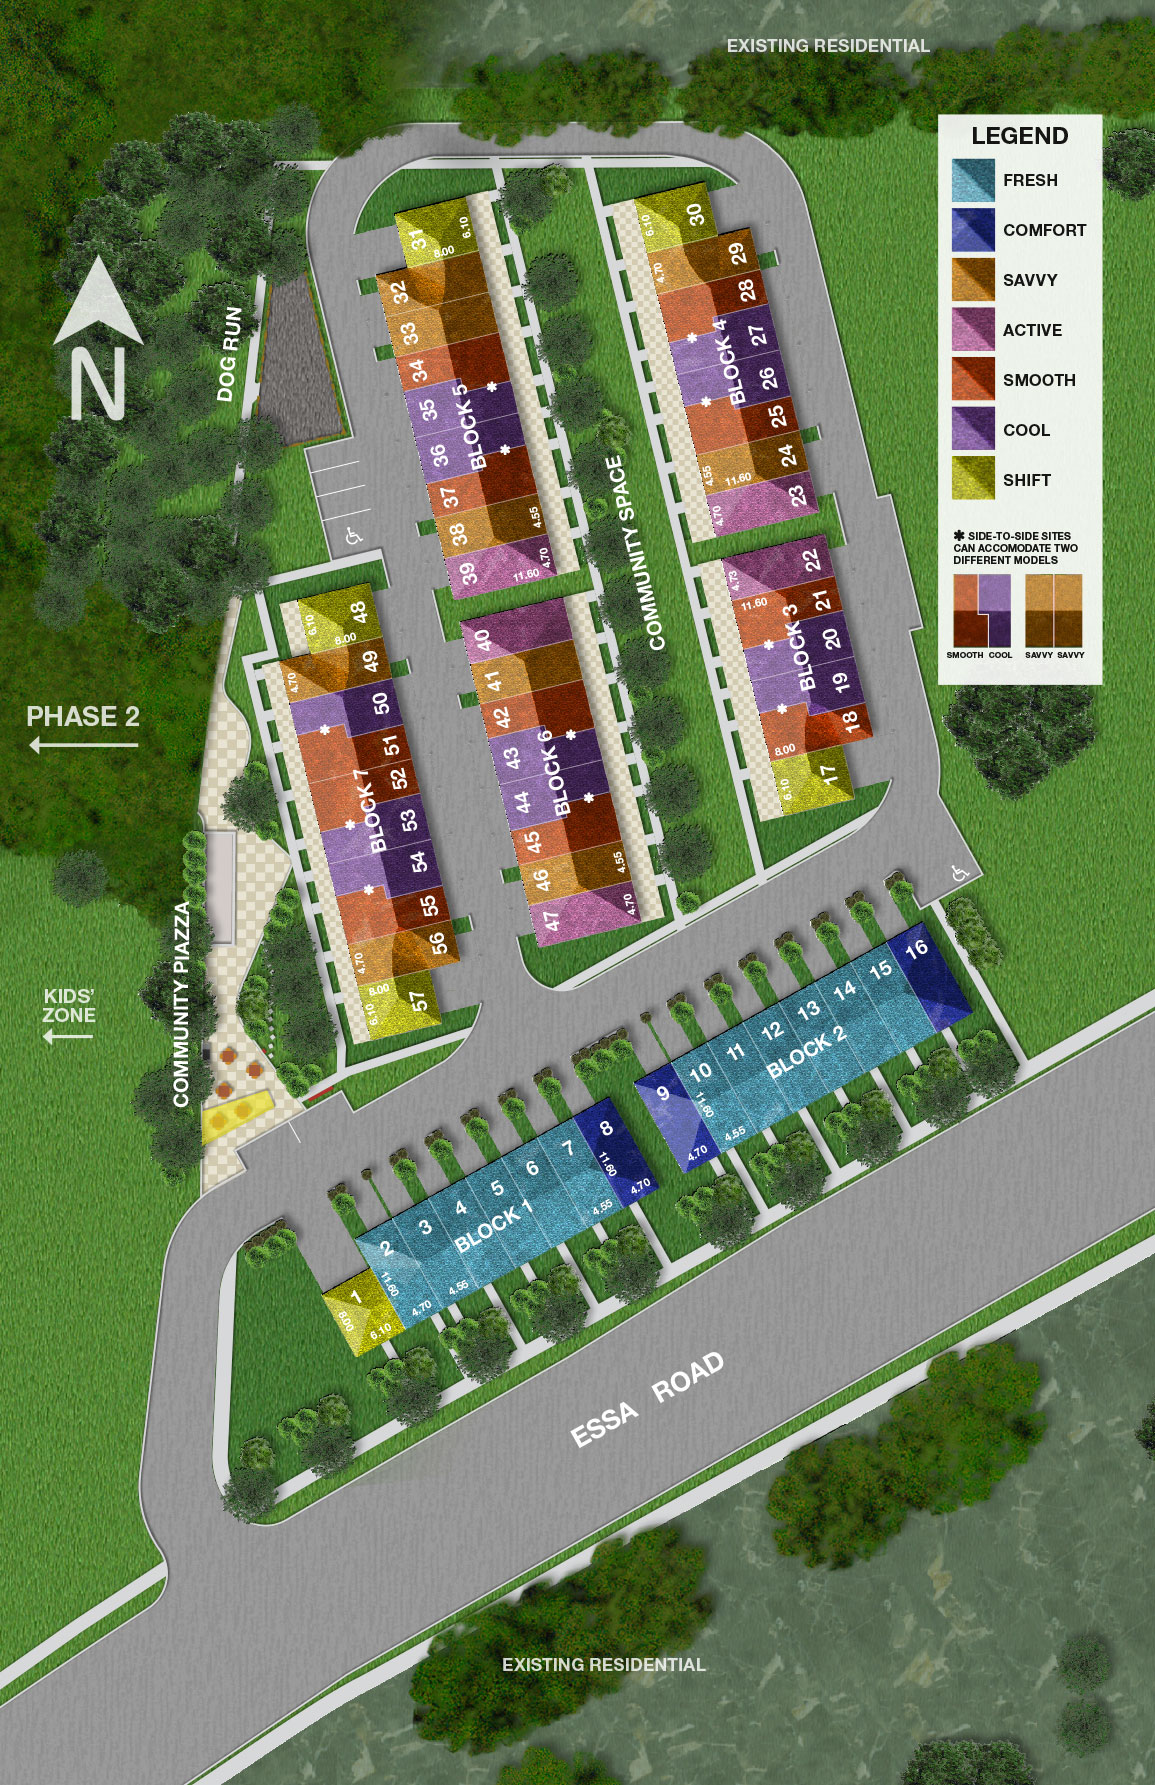 EXISTING RESIDENTIAL
LEGEND
FRESH
COMFORT
SAVVY
ACTIVE
SMOOTH
COOL
SHIFT
* SIDE-TO-SIDE SITES
CAN ACCOMODATE TWO
DIFFERENT MODELS
SMOOTH COOL SAVVY SAVVY
N
DOG RUN
COMMUNITY SPACE
PHASE 2
COMMUNITY PIAZZA
KIDS'
ZONE
BLOCK 5
31 6.10 8.00
32
33
34
35 *
36 *
37
38 4.55
39 11.60 4.70
BLOCK 4
6.10 30
4.70 29
28
* 27
26
* 25
4.55 11.60 24
4.70 23
BLOCK 3
4.73 22
11.60 21
* 20
19
* 18
8.00
6.10 17
BLOCK 6
40
41
42
43 *
44 *
45
46 4.55
47 4.70
BLOCK 7
6.10 48
8.00
4.70 49
50
* 51
52
* 53
54
* 55
4.70 56
8.00
6.10 57
BLOCK 2
9 4.70
10 11.60 4.55
11
12
13
14
15
16
BLOCK 1
1 8.00 6.10
2 11.60 4.70
3 4.55
4
5
6
7 4.55
8 11.60 4.70
ESSA ROAD
EXISTING RESIDENTIAL